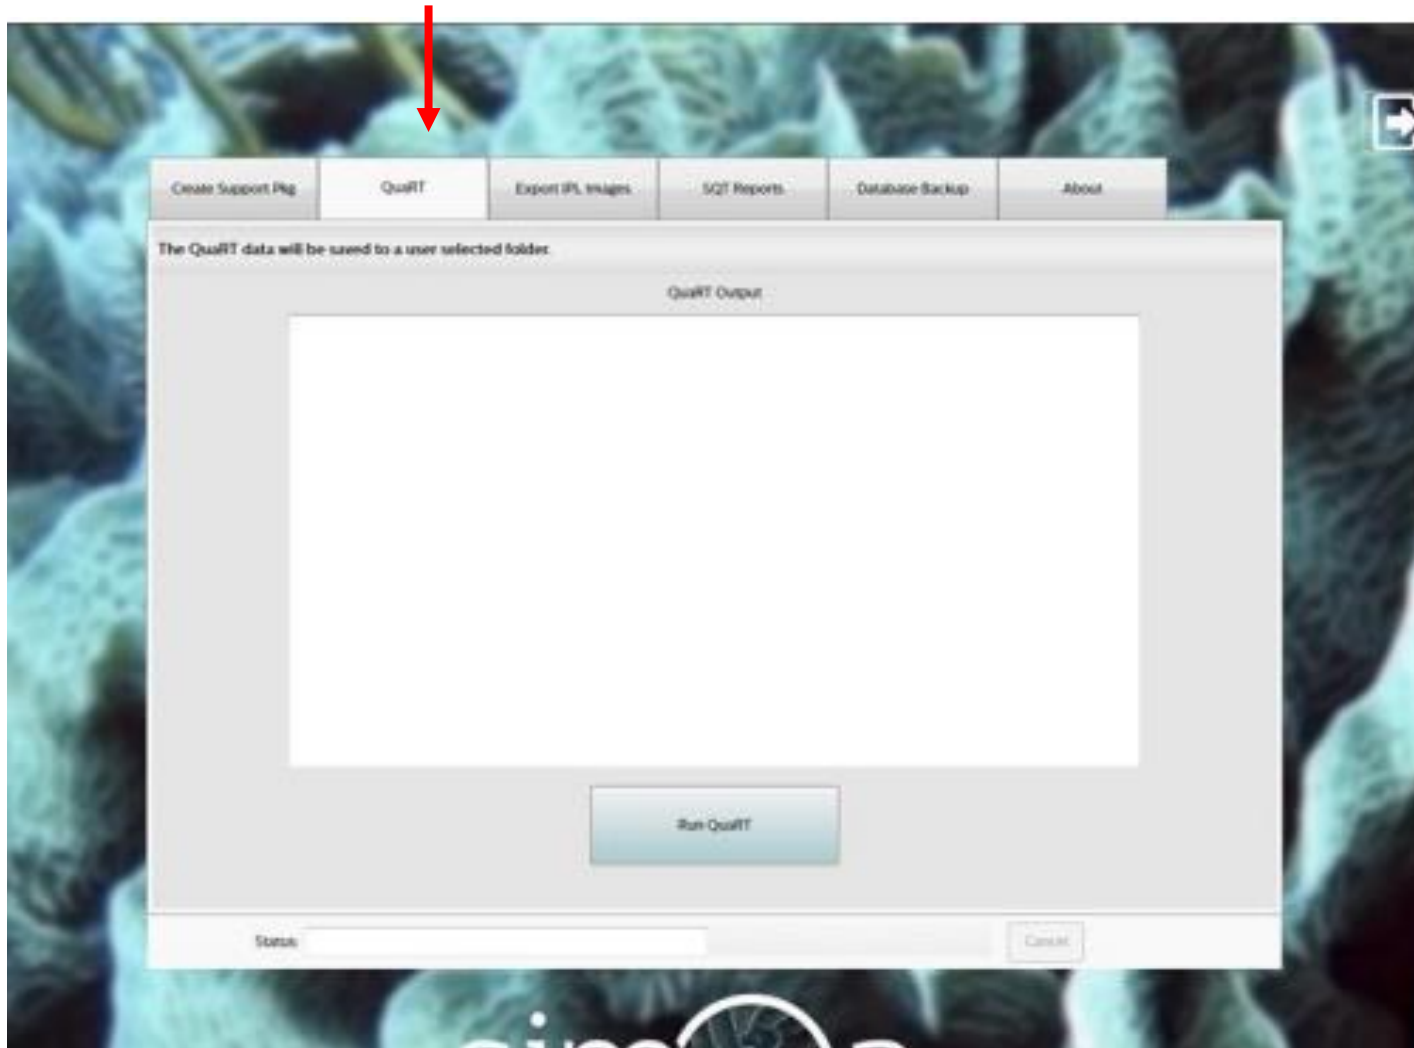 Create Support Pkg
QuaRT
Export IPL Images
SQT Reports
Database Backup
About
The QuaRT data will be saved to a user selected folder.
QuaRT Output
Run QuaRT
Status
Cancel